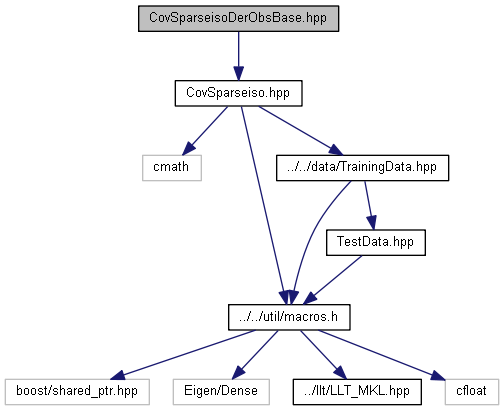 CovSparseisoDerObsBase.hpp
CovSparseiso.hpp
cmath
../../data/TrainingData.hpp
TestData.hpp
../../util/macros.h
boost/shared_ptr.hpp
Eigen/Dense
../llt/LLT_MKL.hpp
cfloat